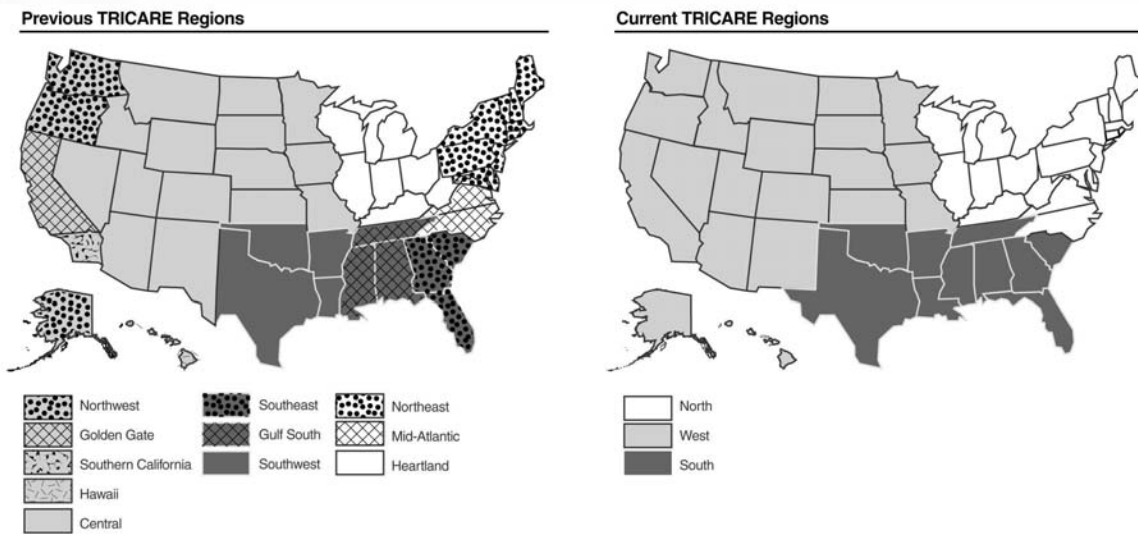 Previous TRICARE Regions
Northwest
Golden Gate
Southern California
Hawaii
Central
Southeast
Gulf South
Southwest
Northeast
Mid-Atlantic
Heartland
Current TRICARE Regions
North
West
South